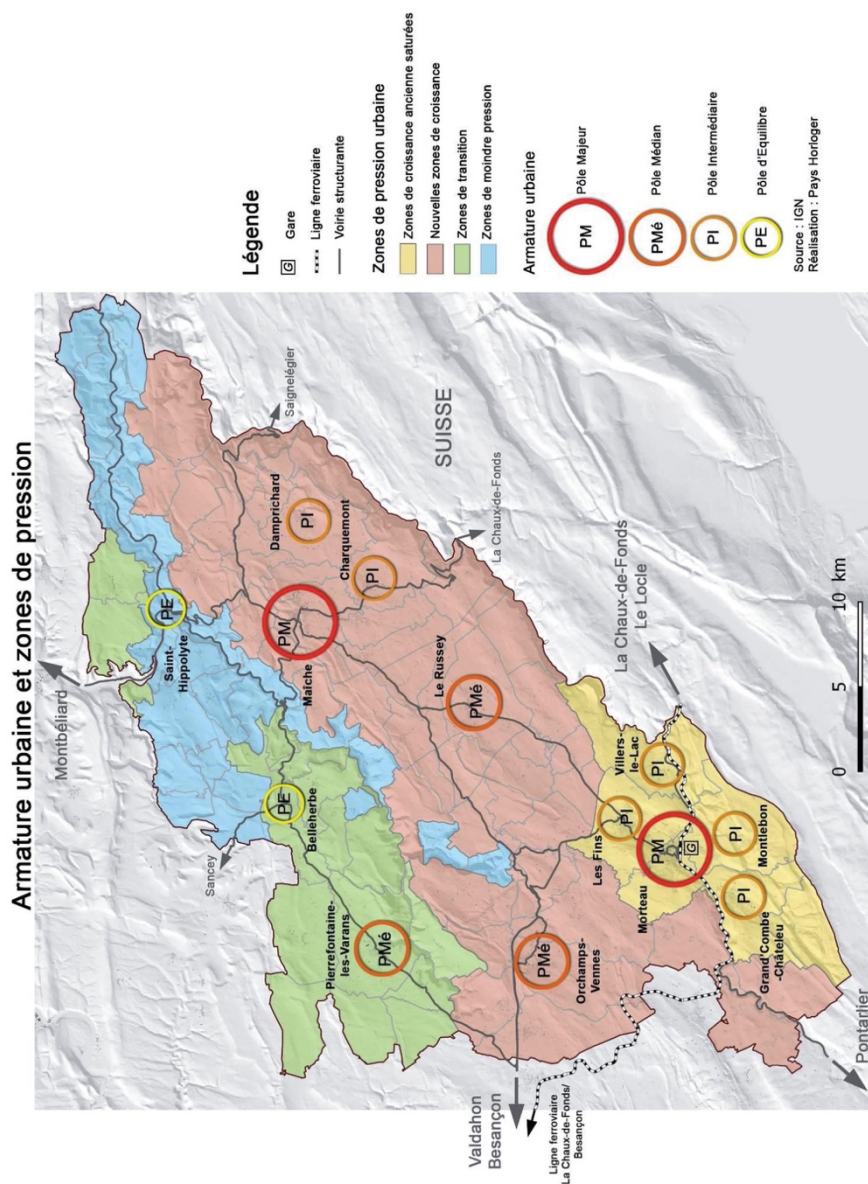 Armature urbaine et zones de pression
Montbéliard
Sancey
Saint-
Hippolyte
PE
Belleherbe
PE
Pierrefontaine-
les-Varans
PMé
Maîche
PM
Damprichard
PI
Charquemont
PI
Saignelégier
SUISSE
La Chaux-de-Fonds
Le Russey
PMé
Orchamps-
Vennes
PMé
Valdahon
Besançon
Ligne ferroviaire
La Chaux-de-Fonds/
Besançon
Les Fins
PI
Villers-
le-Lac
PI
La Chaux-de-Fonds
Le Locle
Morteau
PM
G
Montlebon
PI
Grand'Combe
-Châteleu
PI
Pontarlier
0 5 10 km
Légende
G Gare
Ligne ferroviaire
Voirie structurante
Zones de pression urbaine
Zones de croissance ancienne saturées
Nouvelles zones de croissance
Zones de transition
Zones de moindre pression
Armature urbaine
PM Pôle Majeur
PMé Pôle Médian
PI Pôle Intermédiaire
PE Pôle d'Equilibre
Source : IGN
Réalisation : Pays Horloger